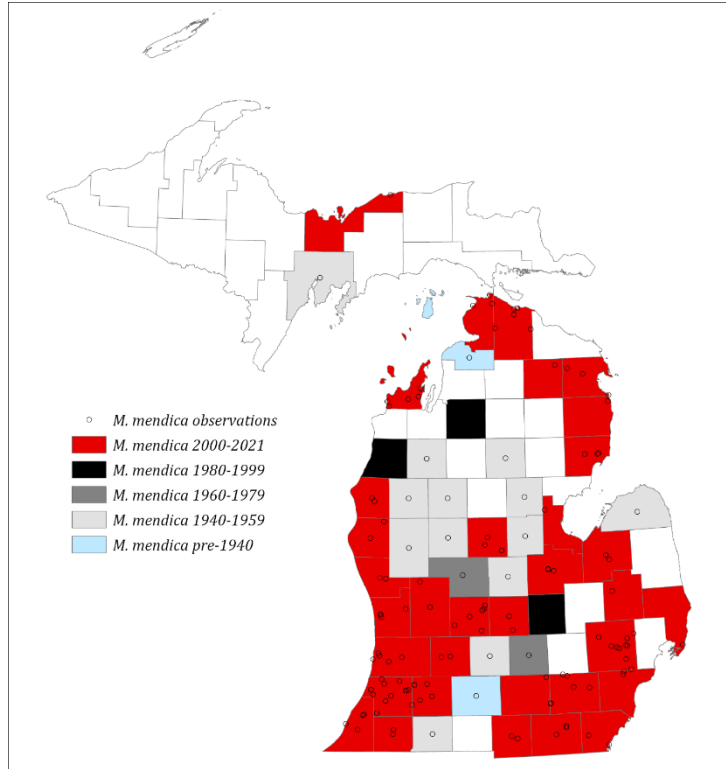 M. mendica observations
M. mendica 2000-2021
M. mendica 1980-1999
M. mendica 1960-1979
M. mendica 1940-1959
M. mendica pre-1940